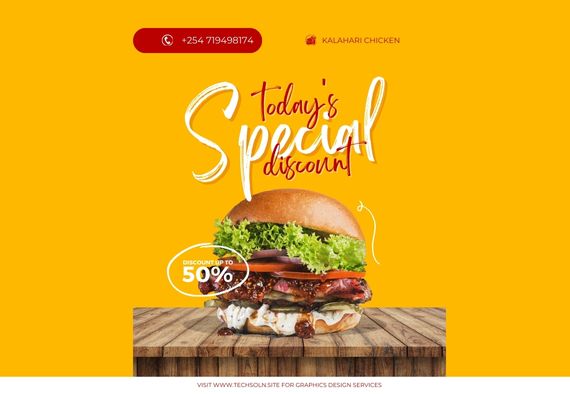 +254 719498174
KALAHARI CHICKEN
today's
Special
discount
DISCOUNT UP TO
50%
VISIT WWW.TECHSOLN.SITE FOR GRAPHICS DESIGN SERVICES